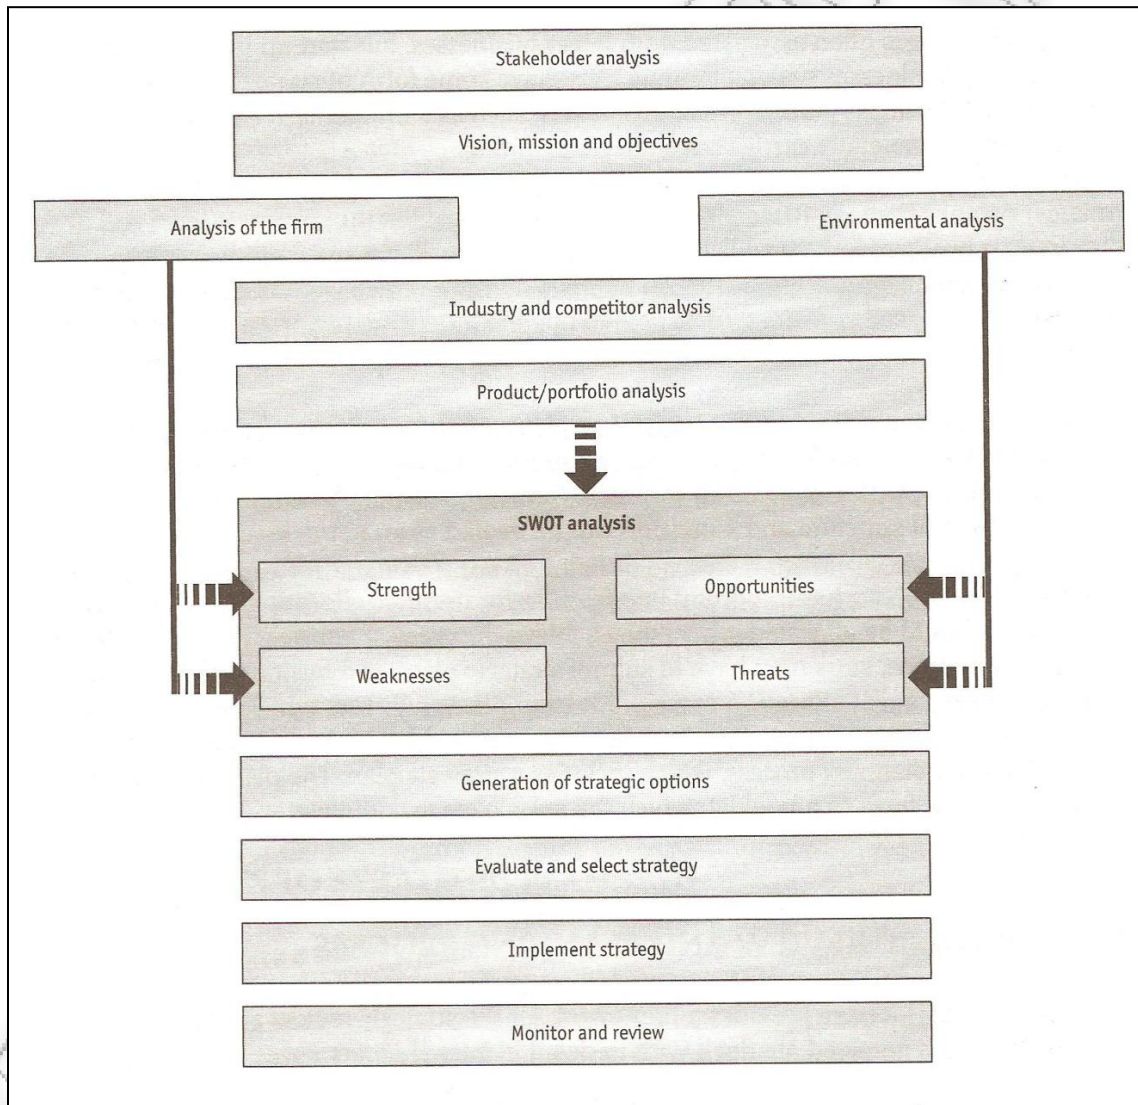 Stakeholder analysis
Vision, mission and objectives
Analysis of the firm
Environmental analysis
Industry and competitor analysis
Product/portfolio analysis
SWOT analysis
Strength
Opportunities
Weaknesses
Threats
Generation of strategic options
Evaluate and select strategy
Implement strategy
Monitor and review